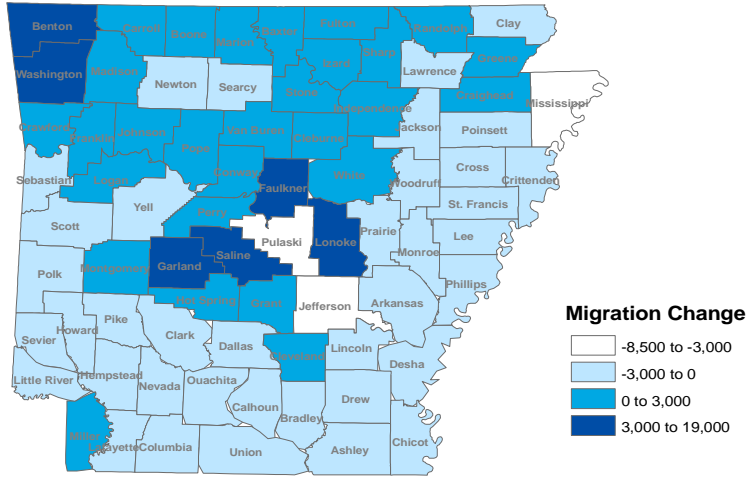 Benton
Carroll
Boone
Marion
Baxter
Fulton
Randolph
Clay
Washington
Madison
Newton
Searcy
Stone
Izard
Sharp
Lawrence
Greene
Craighead
Mississippi
Independence
Crawford
Franklin
Johnson
Pope
Van Buren
Cleburne
Jackson
Poinsett
Sebastian
Logan
Conway
Faulkner
White
Woodruff
Cross
Crittenden
Scott
Yell
Perry
Pulaski
Lonoke
Prairie
St. Francis
Lee
Monroe
Polk
Montgomery
Garland
Saline
Phillips
Hot Spring
Grant
Jefferson
Arkansas
Sevier
Howard
Pike
Clark
Dallas
Cleveland
Lincoln
Desha
Little River
Hempstead
Nevada
Ouachita
Calhoun
Bradley
Drew
Miller
Lafayette
Columbia
Union
Ashley
Chicot
Migration Change
-8,500 to -3,000
-3,000 to 0
0 to 3,000
3,000 to 19,000